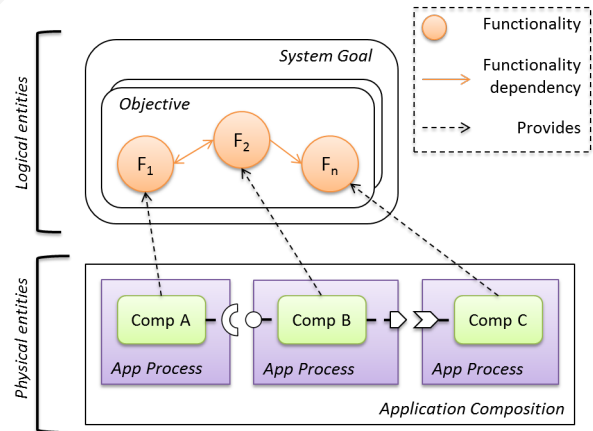 System Goal
Objective
F1
F2
Fn
Logical entities
Functionality
Functionality
dependency
Provides
Physical entities
Comp A
Comp B
Comp C
App Process
App Process
App Process
Application Composition